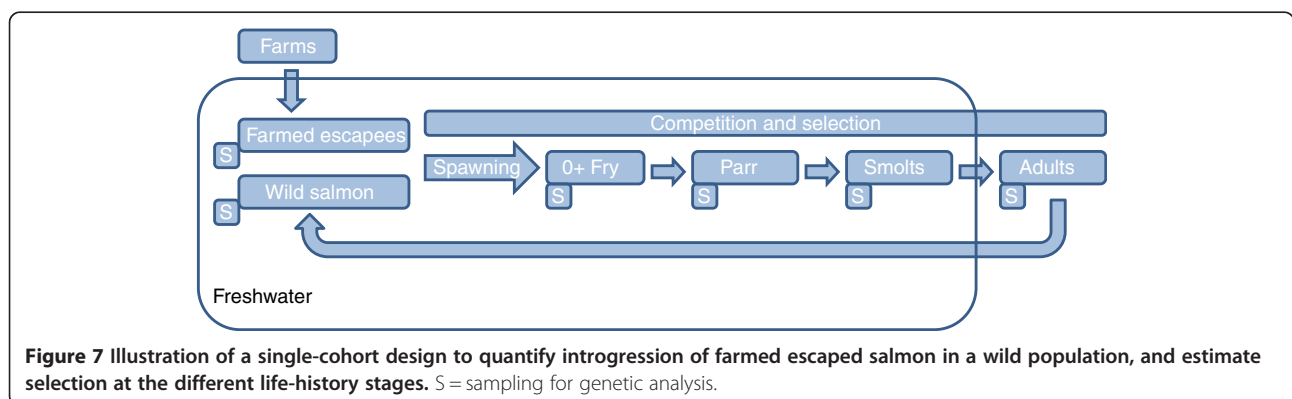 Farms
Farmed escapees
S
Wild salmon
S
Competition and selection
Spawning
0+ Fry
S
Parr
S
Smolts
S
Adults
S
Freshwater
Figure 7 Illustration of a single-cohort design to quantify introgression of farmed escaped salmon in a wild population, and estimate
selection at the different life-history stages. S = sampling for genetic analysis.